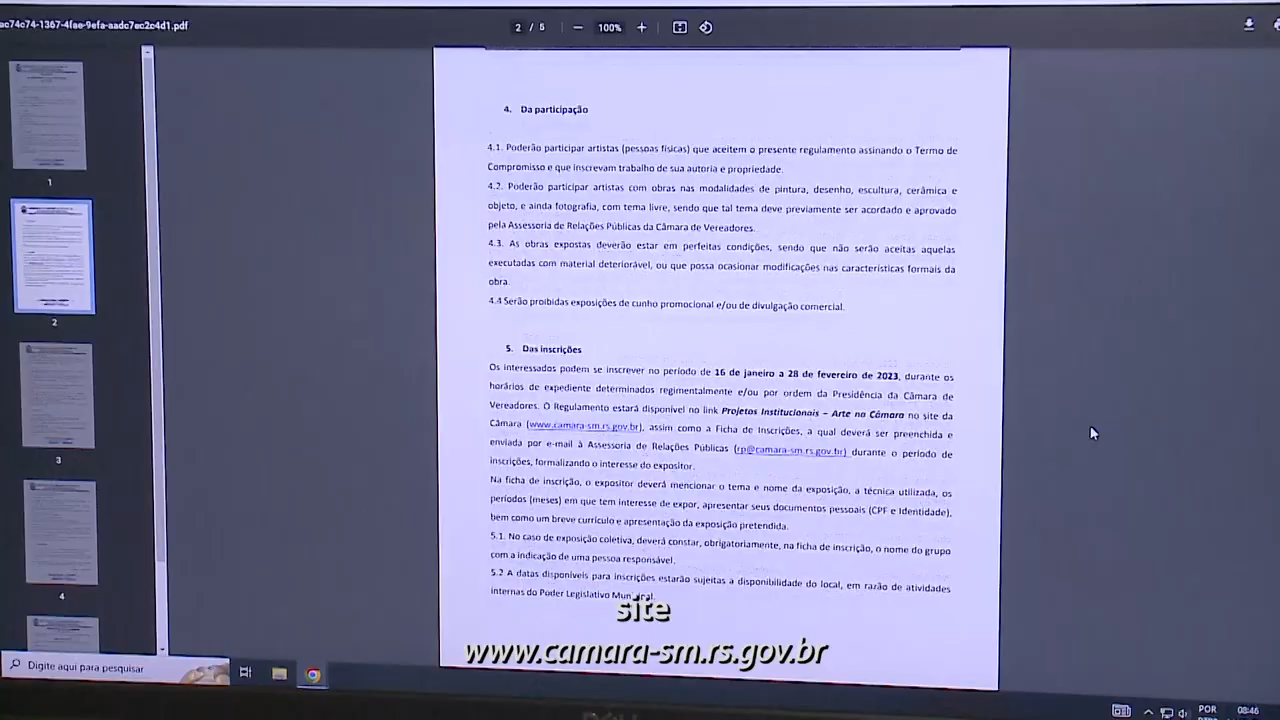 ac74c74-1367-4fae-9efa-aadc7ec2c4d1.pdf
2 / 5
100%
4. Da participação
4.1. Poderão participar artistas (pessoas físicas) que aceitem o presente regulamento assinando o Termo de
Compromisso e que inscrevam trabalho de sua autoria e propriedade.
4.2. Poderão participar artistas com obras nas modalidades de pintura, desenho, escultura, cerâmica e
objeto, e ainda fotografia, com tema livre, sendo que tal tema deve previamente ser acordado e aprovado
pela Assessoria de Relações Públicas da Câmara de Vereadores.
4.3. As obras expostas deverão estar em perfeitas condições, sendo que não serão aceitas aquelas
executadas com material deteriorável, ou que possa ocasionar modificações nas características formais da
obra.
4.4 Serão proibidas exposições de cunho promocional e/ou de divulgação comercial.
5. Das inscrições
Os interessados podem se inscrever no período de 16 de janeiro a 28 de fevereiro de 2023, durante os
horários de expediente determinados regimentalmente e/ou por ordem da Presidência da Câmara de
Vereadores. O Regulamento estará disponível no link Projetos Institucionais – Arte na Câmara no site da
Câmara (www.camara-sm.rs.gov.br), assim como a Ficha de Inscrições, a qual deverá ser preenchida e
enviada por e-mail à Assessoria de Relações Públicas (rp@camara-sm.rs.gov.br) durante o período de
inscrições, formalizando o interesse do expositor.
Na ficha de inscrição, o expositor deverá mencionar o tema e nome da exposição, a técnica utilizada, os
períodos (meses) em que tem interesse de expor, apresentar seus documentos pessoais (CPF e Identidade),
bem como um breve currículo e apresentação da exposição pretendida.
5.1. No caso de exposição coletiva, deverá constar, obrigatoriamente, na ficha de inscrição, o nome do grupo
com a indicação de uma pessoa responsável.
5.2 A datas disponíveis para inscrições estarão sujeitas a disponibilidade do local, em razão de atividades
internas do Poder Legislativo Municipal.
site
www.camara-sm.rs.gov.br
1
2
3
4
Digite aqui para pesquisar
POR
08:46